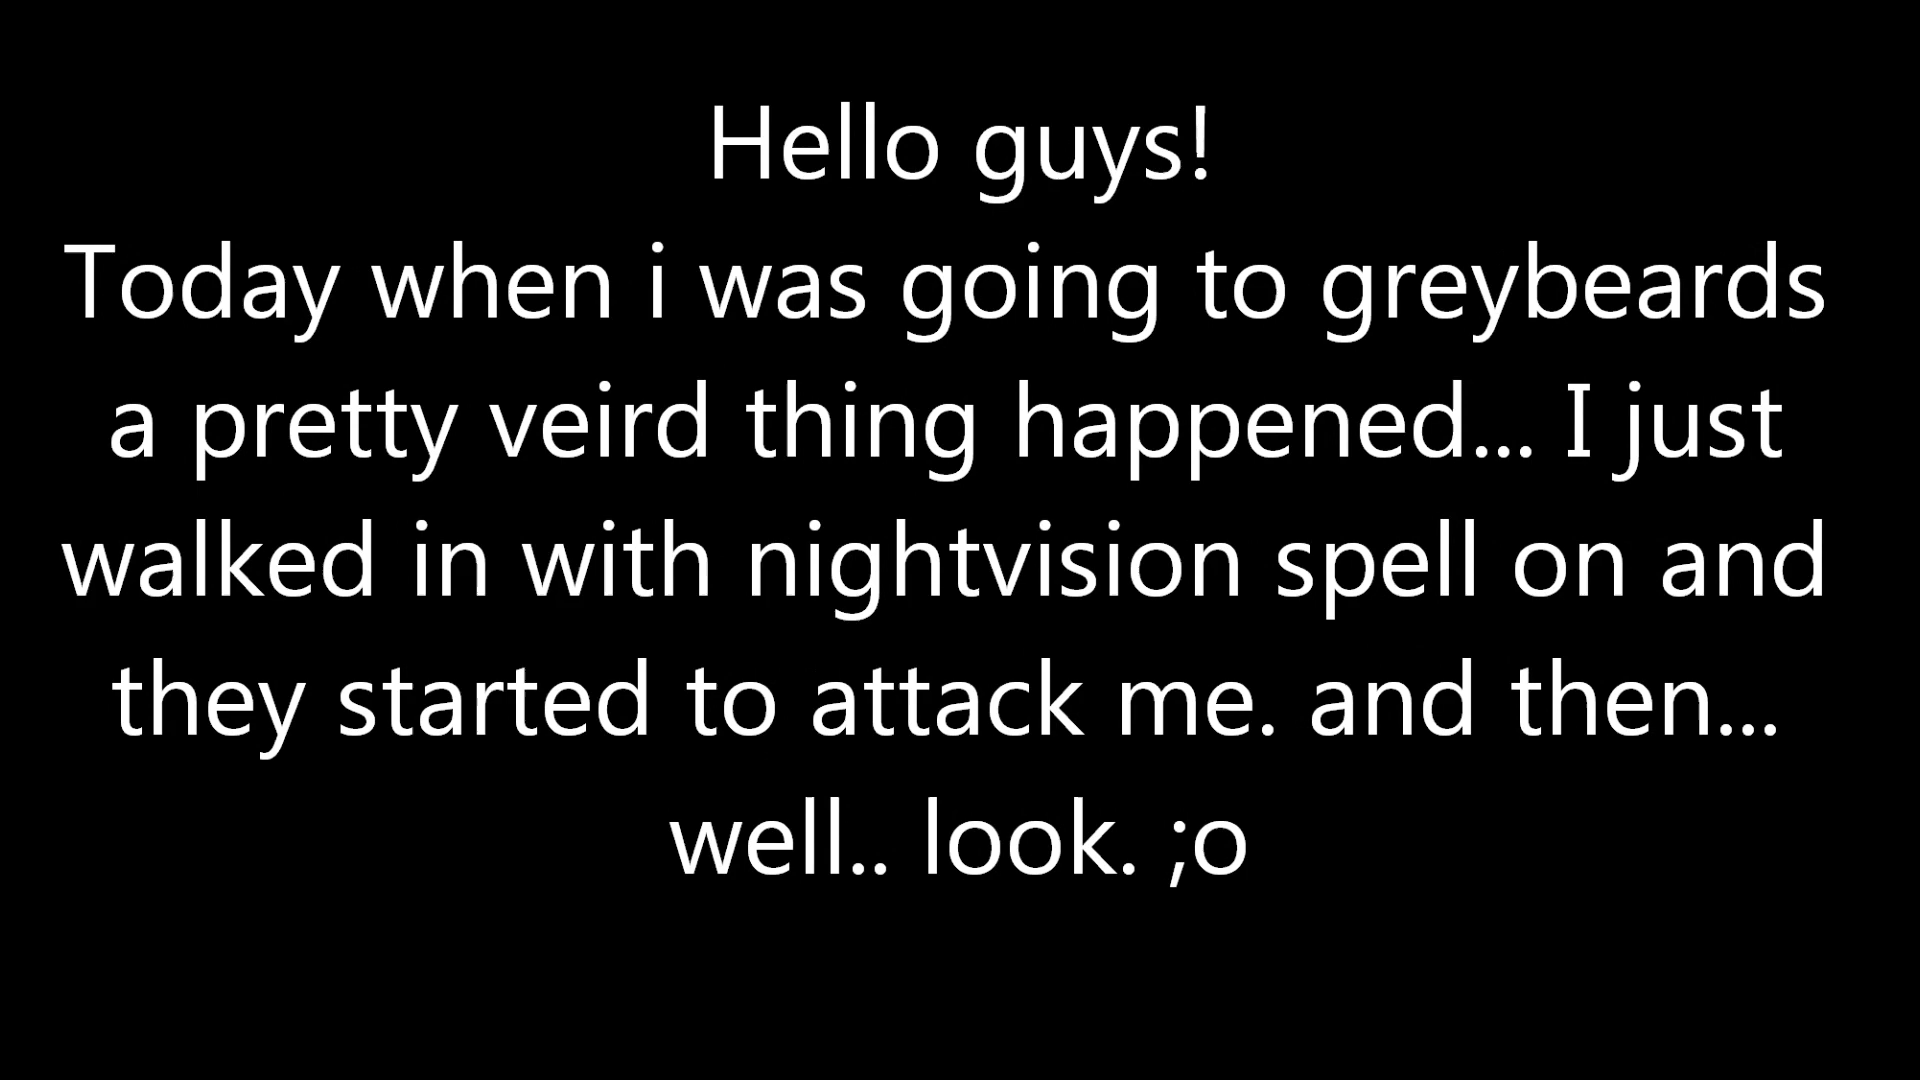 Hello guys!
Today when i was going to greybeards
a pretty veird thing happened... I just
walked in with nightvision spell on and
they started to attack me. and then...
well.. look. ;o